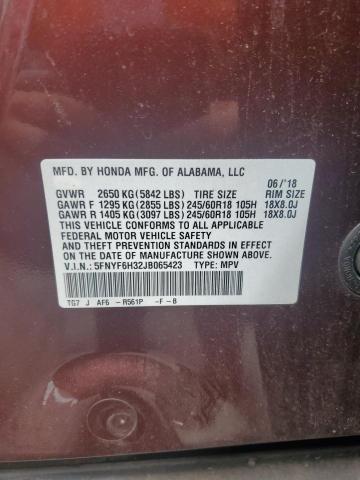 MFD. BY HONDA MFG. OF ALABAMA, LLC
06/'18
GVWR 2650 KG (5842 LBS) TIRE SIZE RIM SIZE
GAWR F 1295 KG (2855 LBS) 245/60R18 105H 18X8.0J
GAWR R 1405 KG (3097 LBS) 245/60R18 105H 18X8.0J
THIS VEHICLE CONFORMS TO ALL APPLICABLE
FEDERAL MOTOR VEHICLE SAFETY, BUMPER,
AND THEFT PREVENTION STANDARDS IN EFFECT
ON THE DATE OF MANUFACTURE SHOWN ABOVE.
V.I.N.: 5FNYF6H32JB065423 TYPE: MPV
TG7 J AF6 -R561P -F-B